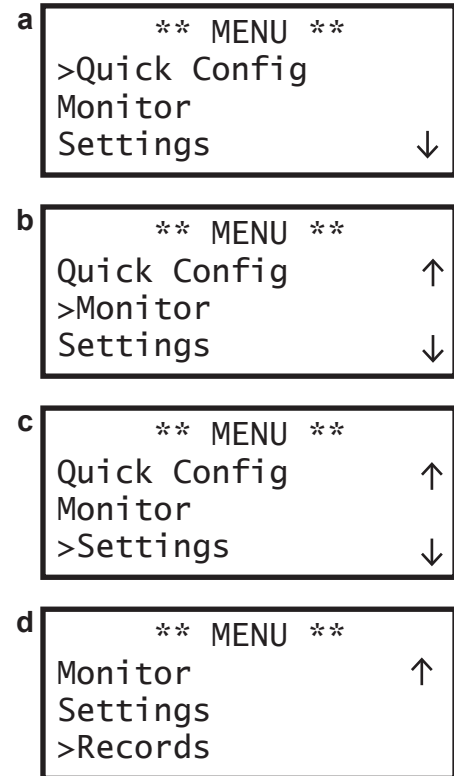 a
** MENU **
>Quick Config
Monitor
Settings ↓
b
** MENU **
Quick Config ↑
>Monitor
Settings ↓
c
** MENU **
Quick Config ↑
Monitor
>Settings ↓
d
** MENU **
Monitor ↑
Settings
>Records